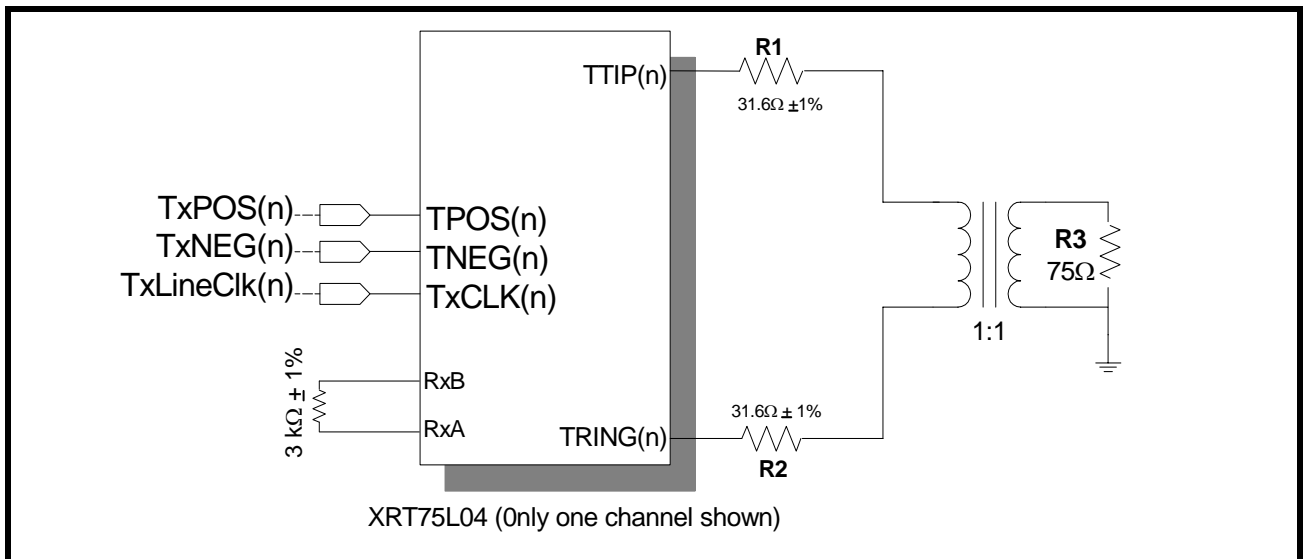 R1
TTIP(n)
31.6Ω ±1%
TxPOS(n)
TPOS(n)
TxNEG(n)
TNEG(n)
TxLineClk(n)
TxCLK(n)
R3
75Ω
1:1
3 kΩ ± 1%
RxB
RxA
31.6Ω ± 1%
TRING(n)
R2
XRT75L04 (0nly one channel shown)